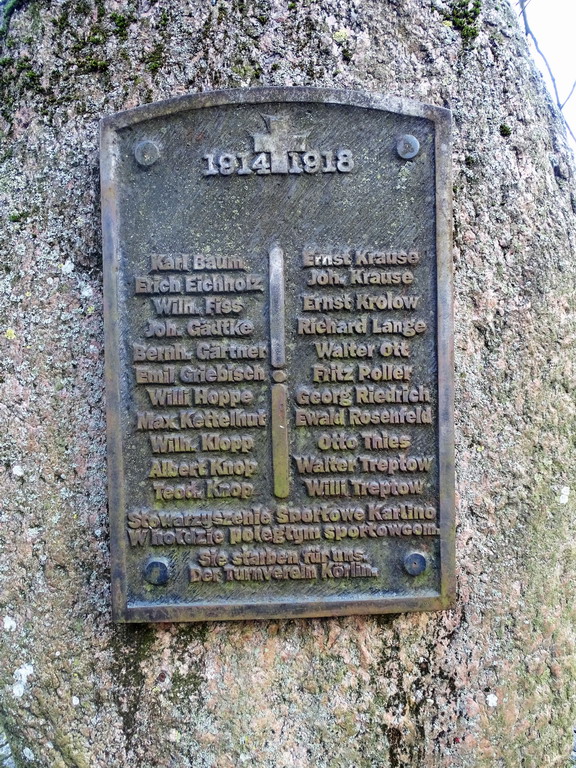 1914 1918
Karl Baum
Erich Eichholz
Wilh. Fies
Joh. Gädtke
Bernh. Gärtner
Emil Griebisch
Willi Hoppe
Max Kettelhut
Wilh. Klopp
Albert Knop
Teod. Knop
Ernst Krause
Joh. Krause
Ernst Krolow
Richard Lange
Walter Ott
Fritz Poller
Georg Riedrich
Ewald Rosenfeld
Otto Thies
Walter Treptow
Willi Treptow
Stowarzyszenie Sportowe Karlino
W hołdzie poległym sportowcom
Sie starben für uns.
Der Turnverein Körlin.